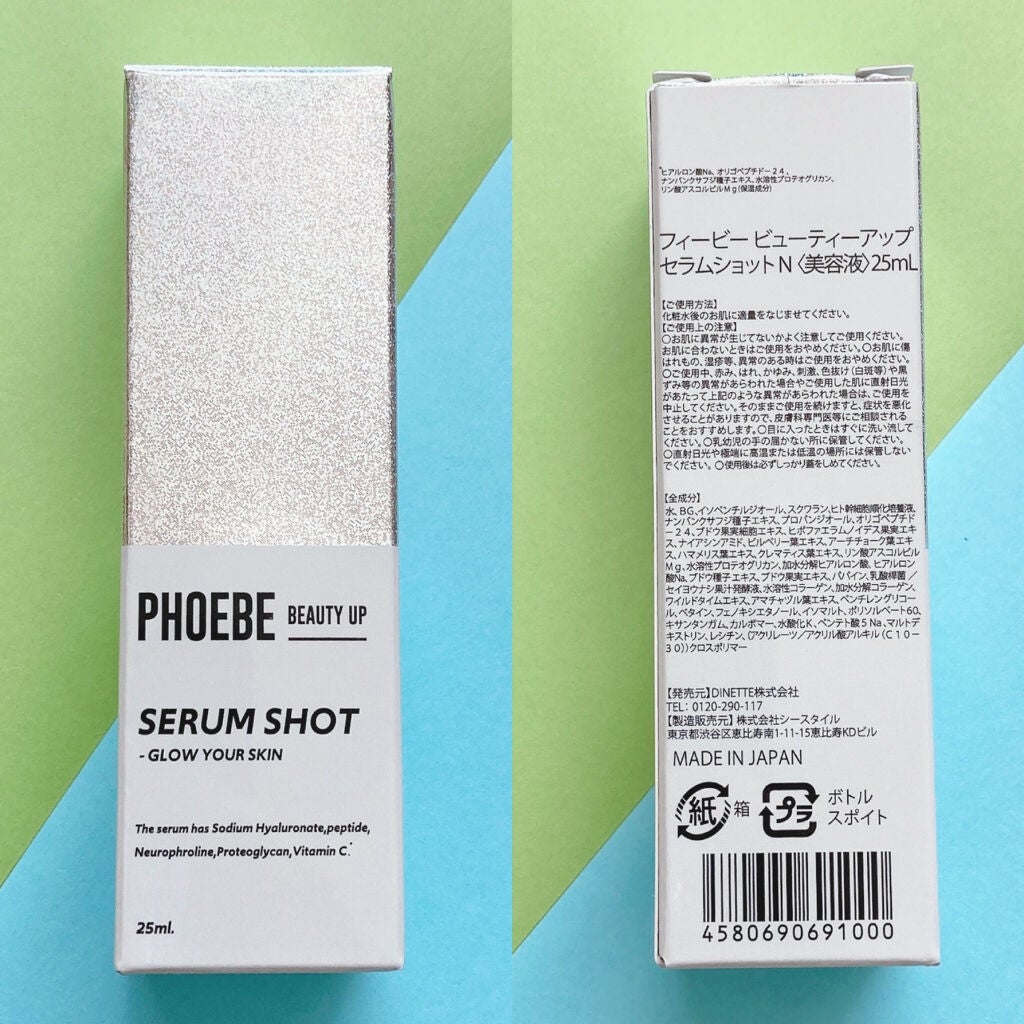 PHOEBE BEAUTY UP
SERUM SHOT
- GLOW YOUR SKIN
The serum has Sodium Hyaluronate,peptide,
Neurophroline,Proteoglycan,Vitamin C.*
25ml.
*ヒアルロン酸Na、オリゴペプチドー24、
ナンバンクサフジ種子エキス、水溶性プロテオグリカン、
リン酸アスコルビルMg(保湿成分)
フィービー ビューティーアップ
セラムショット N〈美容液〉25mL
【ご使用方法】
化粧水後のお肌に適量をなじませてください。
【ご使用上の注意】
○お肌に異常が生じてないかよく注意してご使用ください。
お肌に合わないときはご使用をおやめください。○お肌に傷
はれもの、湿疹等、異常のある時はご使用をおやめください。
○ご使用中、赤み、はれ、かゆみ、刺激、色抜け(白斑等)や黒
ずみ等の異常があらわれた場合やご使用した肌に直射日光
があたって上記のような異常があらわれた場合は、ご使用を
中止してください。そのままご使用を続けますと、症状を悪化
させることがありますので、皮膚科専門医等にご相談される
ことをおすすめします。○目に入ったときはすぐに洗い流して
ください。○乳幼児の手の届かない所に保管してください。
○直射日光や極端に高温または低温の場所には保管しない
でください。○使用後は必ずしっかり蓋をしめてください。
【全成分】
水、BG、イソペンチルジオール、スクワラン、ヒト幹細胞順化培養液、
ナンバンクサフジ種子エキス、プロパンジオール、オリゴペプチド
ー24、ブドウ果実細胞エキス、ヒポファエラムノイデス果実エキ
ス、ナイアシンアミド、ビルベリー葉エキス、アーチチョーク葉エキ
ス、ハマメリス葉エキス、クレマティス葉エキス、リン酸アスコルビル
Mg、水溶性プロテオグリカン、加水分解ヒアルロン酸、ヒアルロン
酸Na、ブドウ種子エキス、ブドウ果実エキス、パパイン、乳酸桿菌/
セイヨウナシ果汁発酵液、水溶性コラーゲン、加水分解コラーゲン、
ワイルドタイムエキス、アマチャヅル葉エキス、ペンチレングリコー
ル、ベタイン、フェノキシエタノール、イソマルト、ポリソルベート60、
キサンタンガム、カルボマー、水酸化K、ペンテト酸5Na、マルトデ
キストリン、レシチン、(アクリレーツ/アクリル酸アルキル(C10-
30))クロスポリマー
【発売元】DINETTE株式会社
TEL: 0120-290-117
【製造販売元】株式会社シースタイル
東京都渋谷区恵比寿南1-11-15恵比寿KDビル
MADE IN JAPAN
紙 箱 プラ ボトル
スポイト
4580690691000